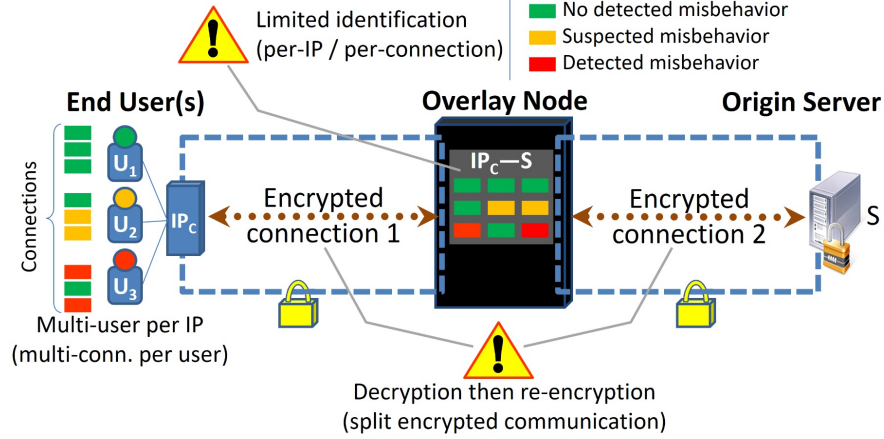 Limited identification
(per-IP / per-connection)
No detected misbehavior
Suspected misbehavior
Detected misbehavior
End User(s)
Overlay Node
Origin Server
Connections
U1
U2
U3
IPC
IPC—S
Encrypted
connection 1
Encrypted
connection 2
S
Multi-user per IP
(multi-conn. per user)
Decryption then re-encryption
(split encrypted communication)